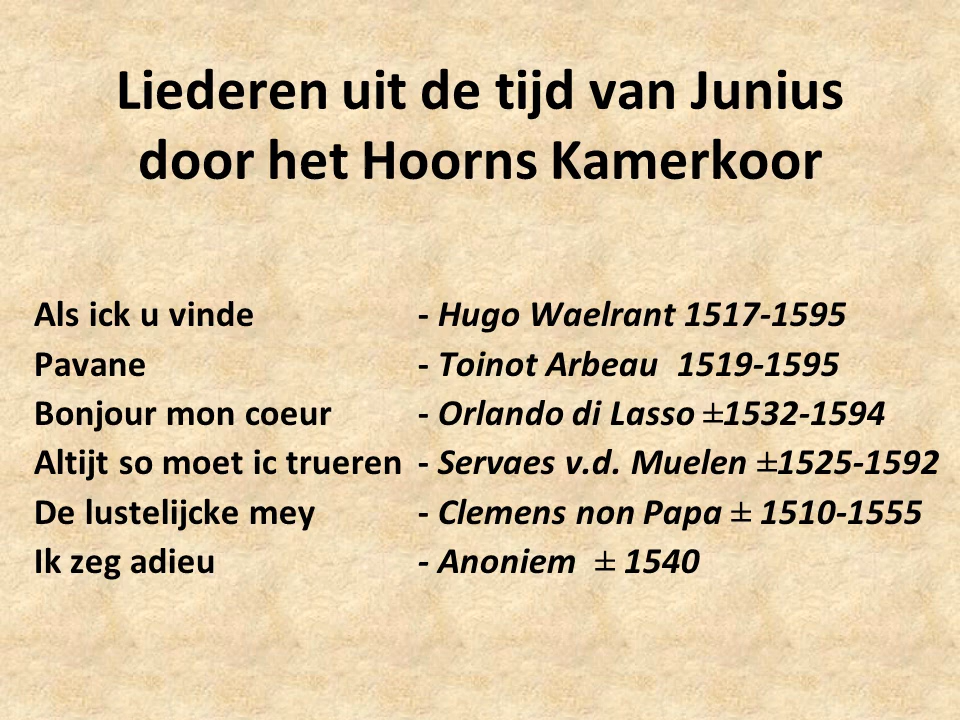 Liederen uit de tijd van Junius
door het Hoorns Kamerkoor
Als ick u vinde - Hugo Waelrant 1517-1595
Pavane - Toinot Arbeau 1519-1595
Bonjour mon coeur - Orlando di Lasso ±1532-1594
Altijt so moet ic trueren - Servaes v.d. Muelen ±1525-1592
De lustelijcke mey - Clemens non Papa ± 1510-1555
Ik zeg adieu - Anoniem ± 1540